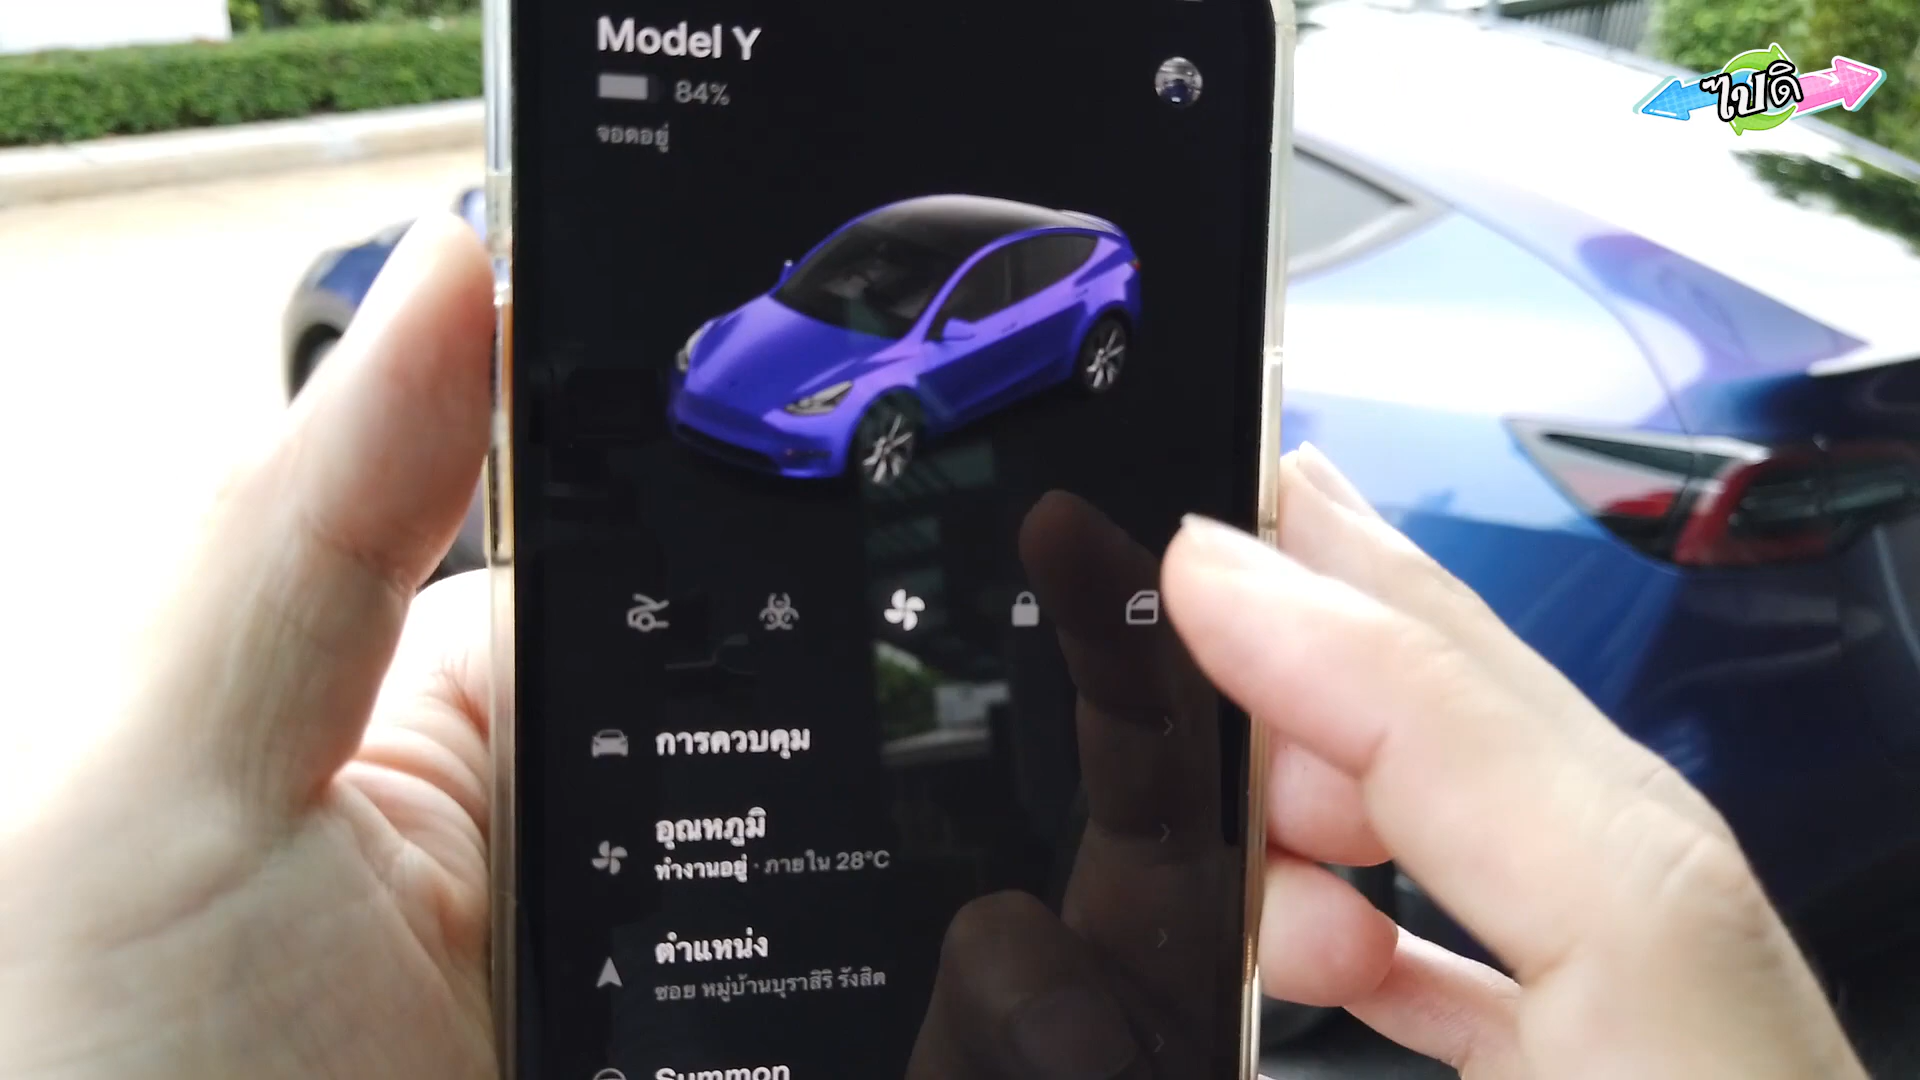 Model Y
84%
จอดอยู่
ไปดิ
การควบคุม
อุณหภูมิ
ทำงานอยู่ · ภายใน 28°C
ตำแหน่ง
ซอย หมู่บ้านบุราสิริ รังสิต
Summon